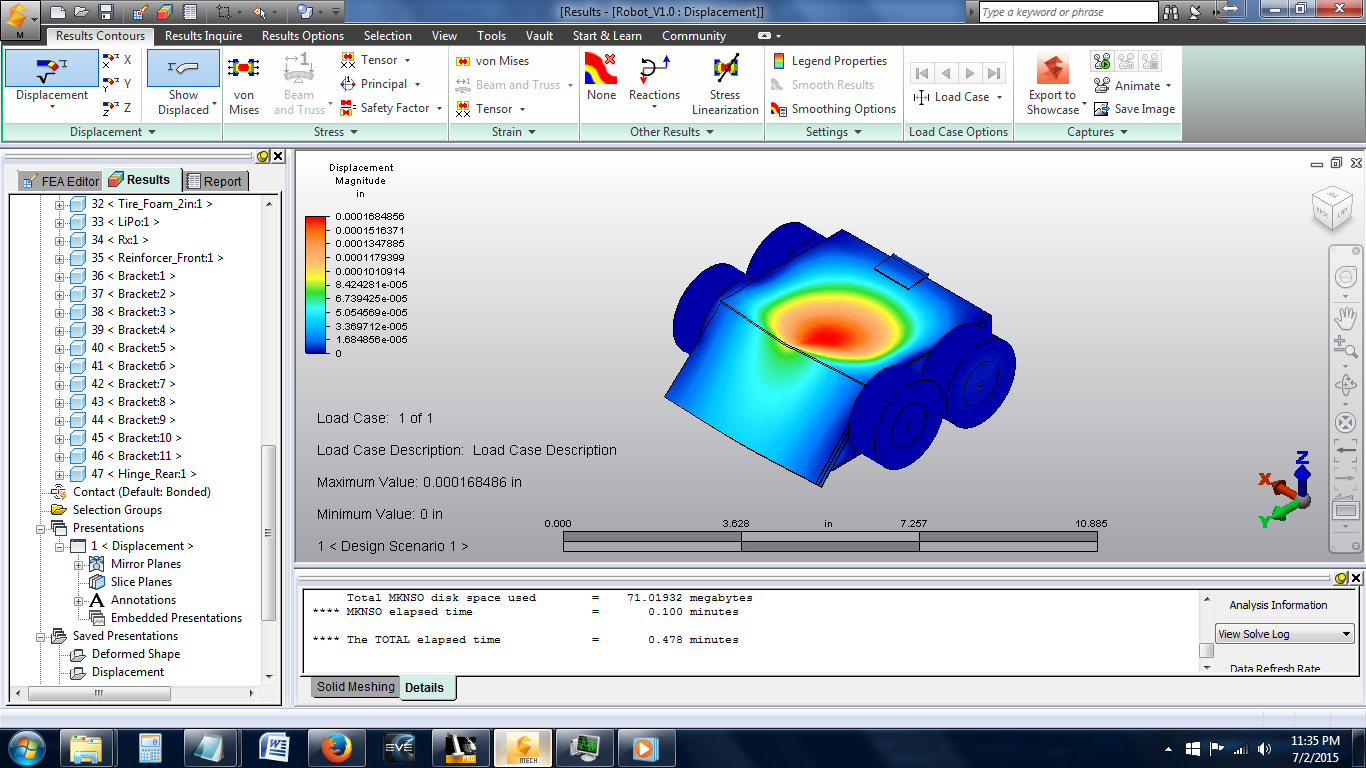 [Results - [Robot_V1.0 : Displacement]]
Type a keyword or phrase
M
Results Contours
Results Inquire
Results Options
Selection
View
Tools
Vault
Start & Learn
Community
Displacement
X
Y
Z
Show
Displaced
Displacement
von
Mises
Beam
and Truss
Tensor
Principal
Safety Factor
Stress
von Mises
Beam and Truss
Tensor
Strain
None
Reactions
Stress
Linearization
Other Results
Legend Properties
Smooth Results
Smoothing Options
Settings
Load Case
Load Case Options
Export to
Showcase
Animate
Save Image
Captures
FEA Editor
Results
Report
32 < Tire_Foam_2in:1 >
33 < LiPo:1 >
34 < Rx:1 >
35 < Reinforcer_Front:1 >
36 < Bracket:1 >
37 < Bracket:2 >
38 < Bracket:3 >
39 < Bracket:4 >
40 < Bracket:5 >
41 < Bracket:6 >
42 < Bracket:7 >
43 < Bracket:8 >
44 < Bracket:9 >
45 < Bracket:10 >
46 < Bracket:11 >
47 < Hinge_Rear:1 >
Contact (Default: Bonded)
Selection Groups
Presentations
1 < Displacement >
Mirror Planes
Slice Planes
Annotations
Embedded Presentations
Saved Presentations
Deformed Shape
Displacement
Displacement
Magnitude
in
0.0001684856
0.0001516371
0.0001347885
0.0001179399
0.0001010914
8.424281e-005
6.739425e-005
5.054569e-005
3.369712e-005
1.684856e-005
0
Load Case: 1 of 1
Load Case Description: Load Case Description
Maximum Value: 0.000168486 in
Minimum Value: 0 in
1 < Design Scenario 1 >
0.000 3.628 in 7.257 10.885
BACK
LEFT
Z
X
Y
Total MKNSO disk space used = 71.01932 megabytes
**** MKNSO elapsed time = 0.100 minutes
**** The TOTAL elapsed time = 0.478 minutes
Analysis Information
View Solve Log
Data Refresh Rate
Solid Meshing
Details
EVE
PRO
MECH
11:35 PM
7/2/2015